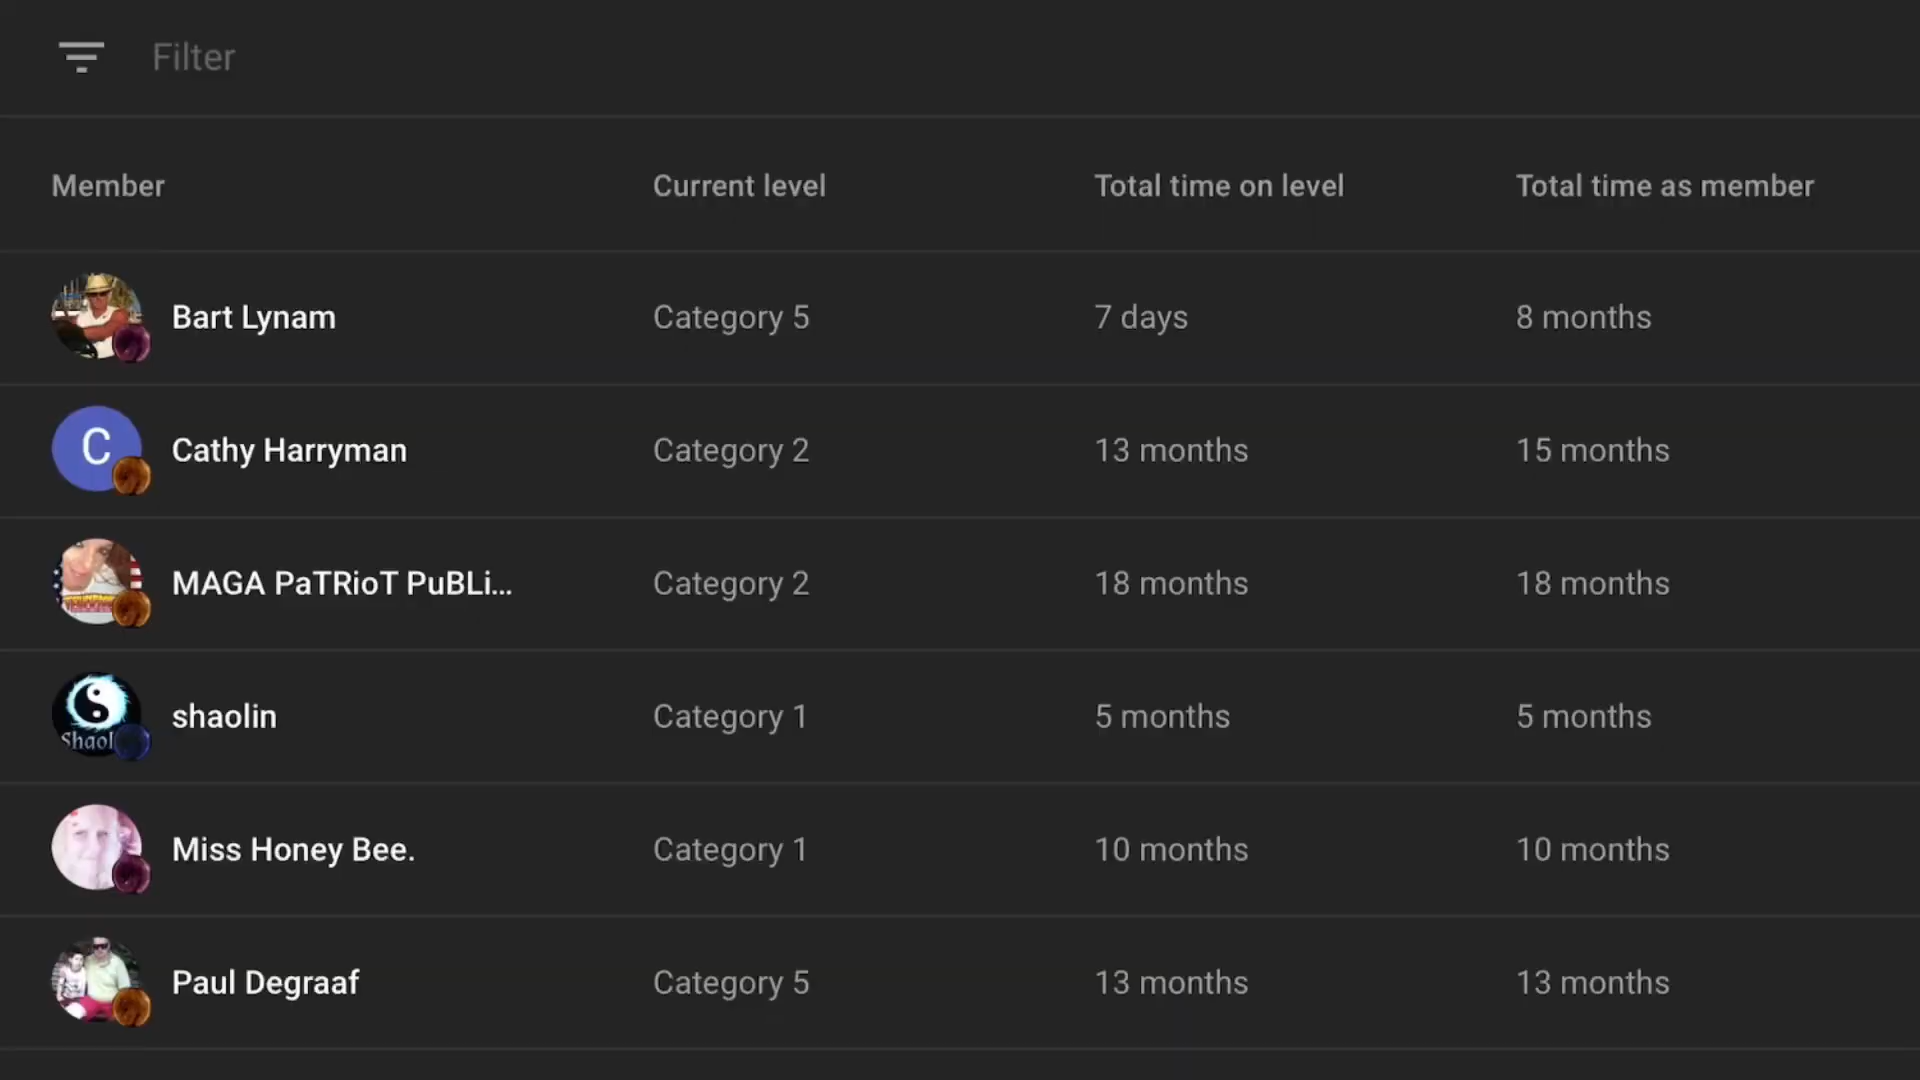 Filter
Member Current level Total time on level Total time as member
Bart Lynam Category 5 7 days 8 months
C
Cathy Harryman Category 2 13 months 15 months
MAGA PaTRioT PuBLi... Category 2 18 months 18 months
shaolin Category 1 5 months 5 months
Shaol
Miss Honey Bee. Category 1 10 months 10 months
Paul Degraaf Category 5 13 months 13 months